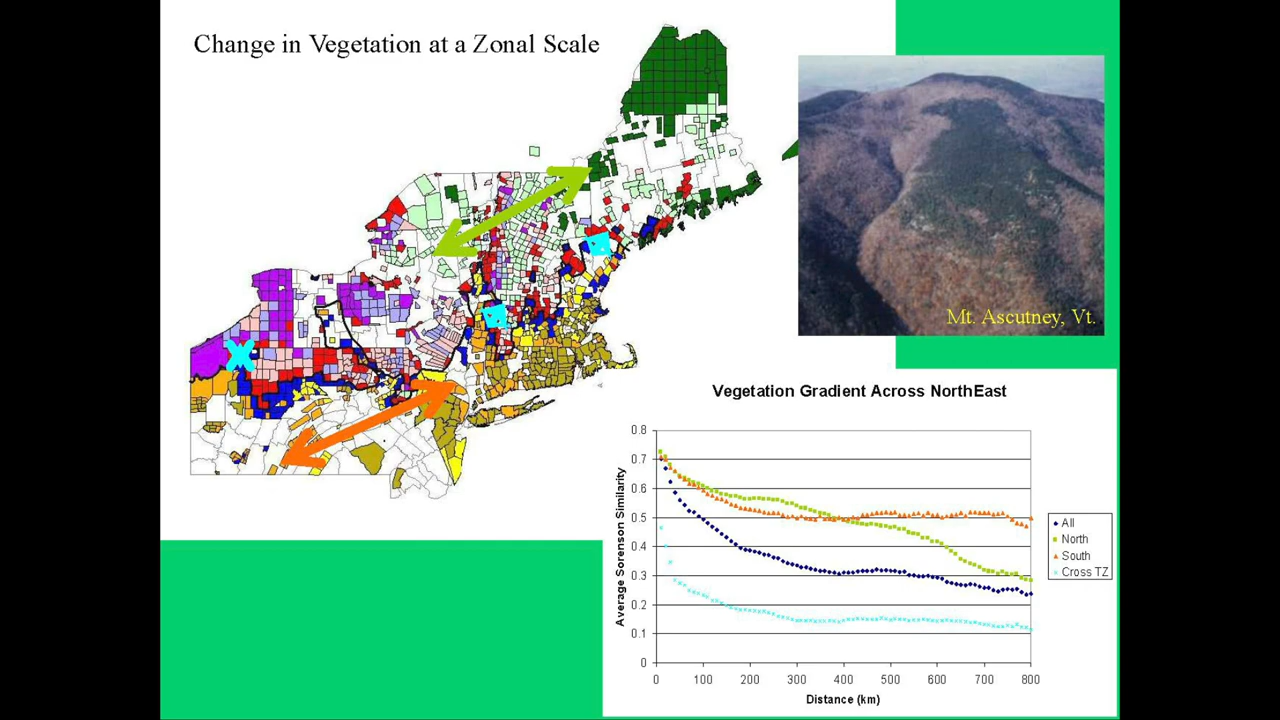 Change in Vegetation at a Zonal Scale
Mt. Ascutney, Vt.
Vegetation Gradient Across NorthEast
Average Sorenson Similarity
0.8
0.7
0.6
0.5
0.4
0.3
0.2
0.1
0
0 100 200 300 400 500 600 700 800
Distance (km)
All
North
South
Cross TZ